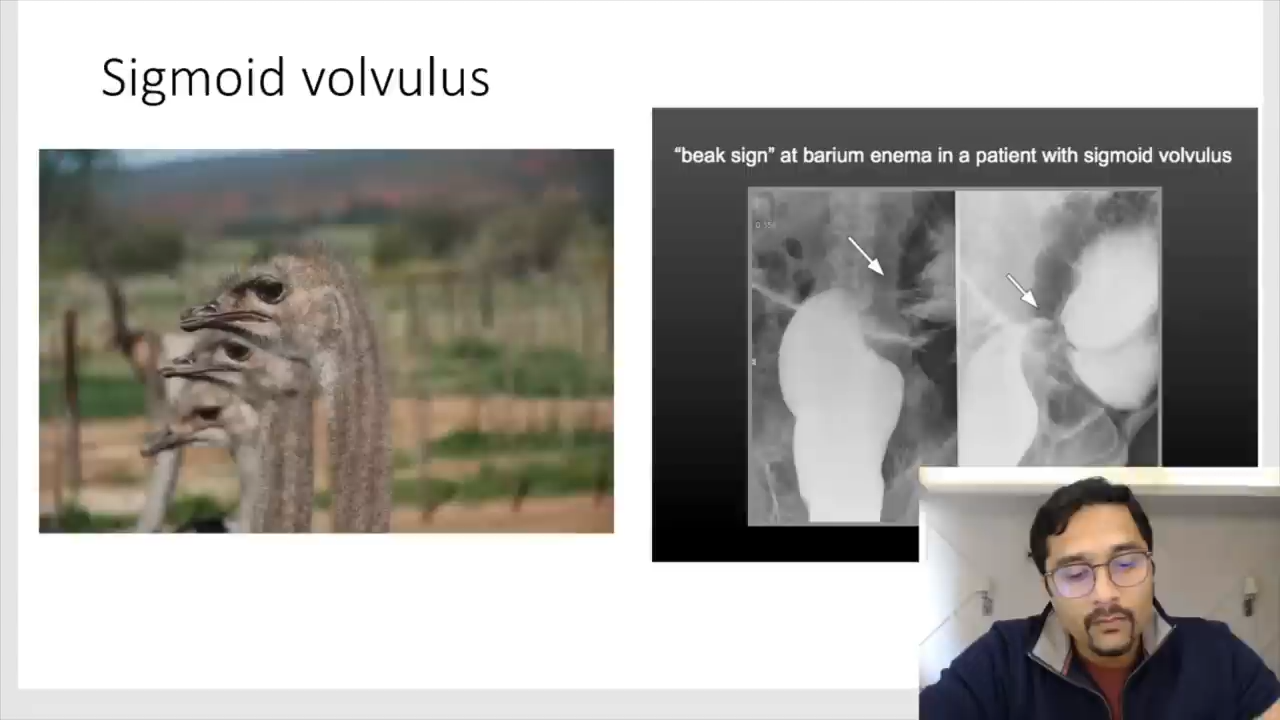 Sigmoid volvulus
“beak sign” at barium enema in a patient with sigmoid volvulus